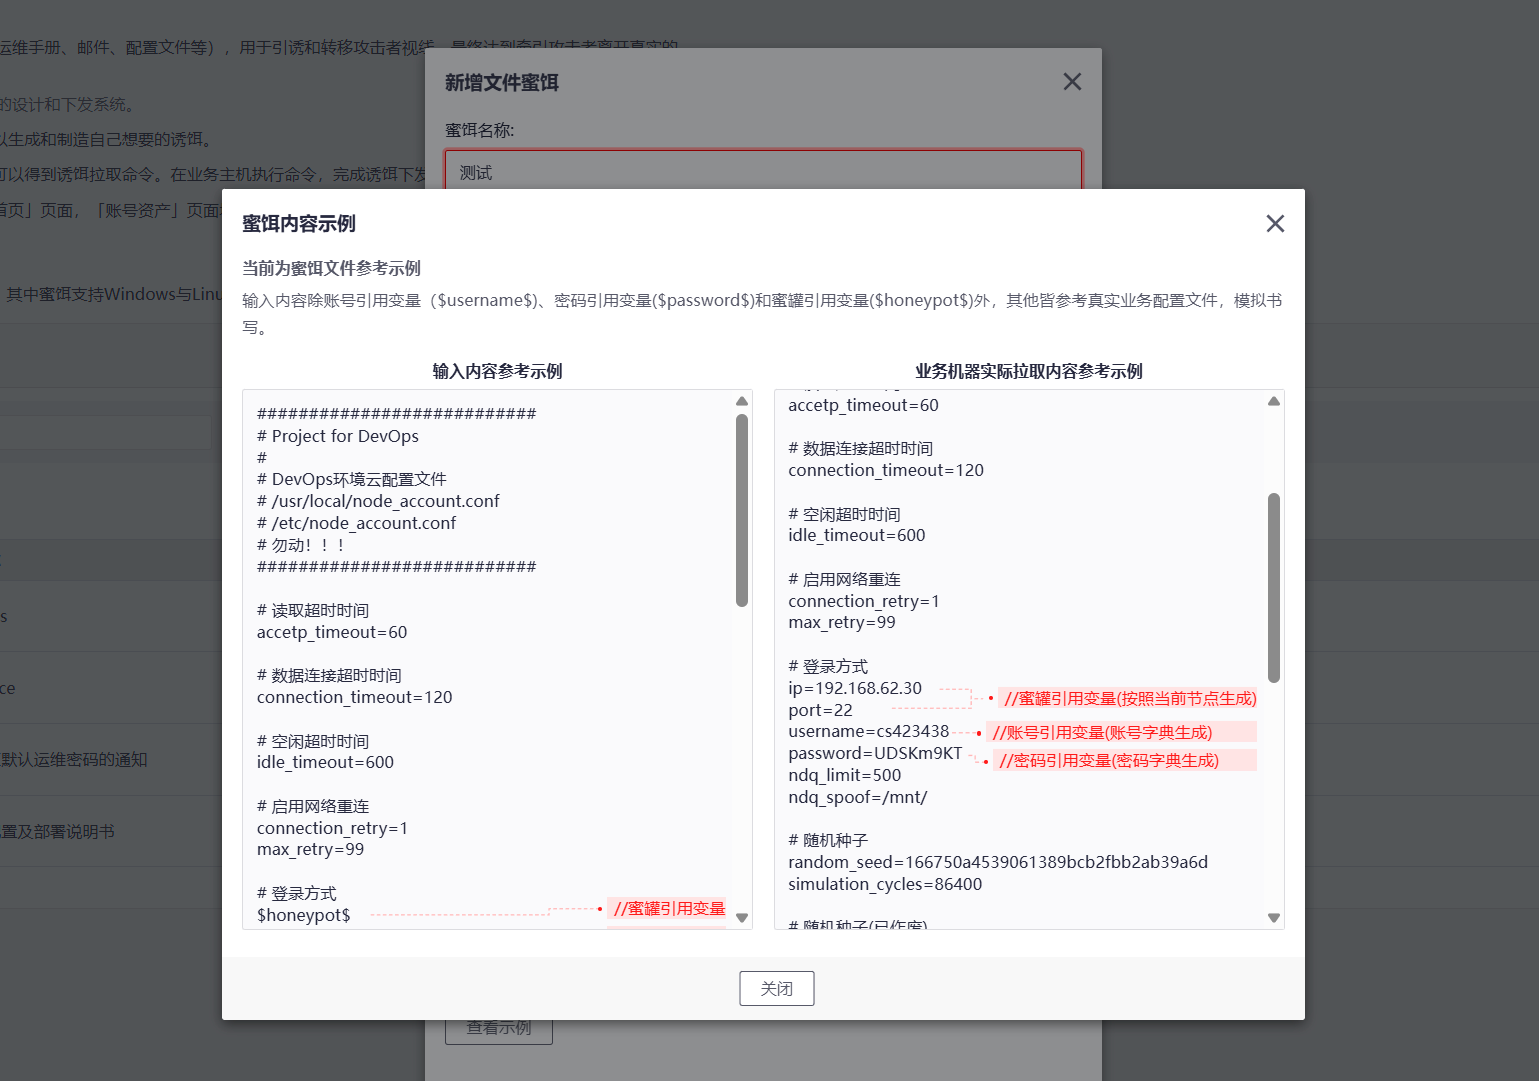 运维手册、邮件、配置文件等），用于引诱和转移攻击者视线，最终达到牵引攻击者离开真实的
的设计和下发系统。
以生成和制造自己想要的诱饵。
可以得到诱饵拉取命令。在业务主机执行命令，完成诱饵下发
首页」页面，「账号资产」页面
其中蜜饵支持Windows与Linu
s
ce
默认运维密码的通知
置及部署说明书
新增文件蜜饵
蜜饵名称:
测试
蜜饵内容示例
当前为蜜饵文件参考示例
输入内容除账号引用变量（$username$)、密码引用变量($password$)和蜜罐引用变量($honeypot$)外，其他皆参考真实业务配置文件，模拟书
写。
输入内容参考示例
###########################
# Project for DevOps
#
# DevOps环境云配置文件
# /usr/local/node_account.conf
# /etc/node_account.conf
# 勿动！！！
###########################
# 读取超时时间
accetp_timeout=60
# 数据连接超时时间
connection_timeout=120
# 空闲超时时间
idle_timeout=600
# 启用网络重连
connection_retry=1
max_retry=99
# 登录方式
$honeypot$
//蜜罐引用变量
业务机器实际拉取内容参考示例
accetp_timeout=60
# 数据连接超时时间
connection_timeout=120
# 空闲超时时间
idle_timeout=600
# 启用网络重连
connection_retry=1
max_retry=99
# 登录方式
ip=192.168.62.30
//蜜罐引用变量(按照当前节点生成)
port=22
username=cs423438
//账号引用变量(账号字典生成)
password=UDSKm9KT
//密码引用变量(密码字典生成)
ndq_limit=500
ndq_spoof=/mnt/
# 随机种子
random_seed=166750a4539061389bcb2fbb2ab39a6d
simulation_cycles=86400
# 随机种子(已作废)
关闭
查看示例